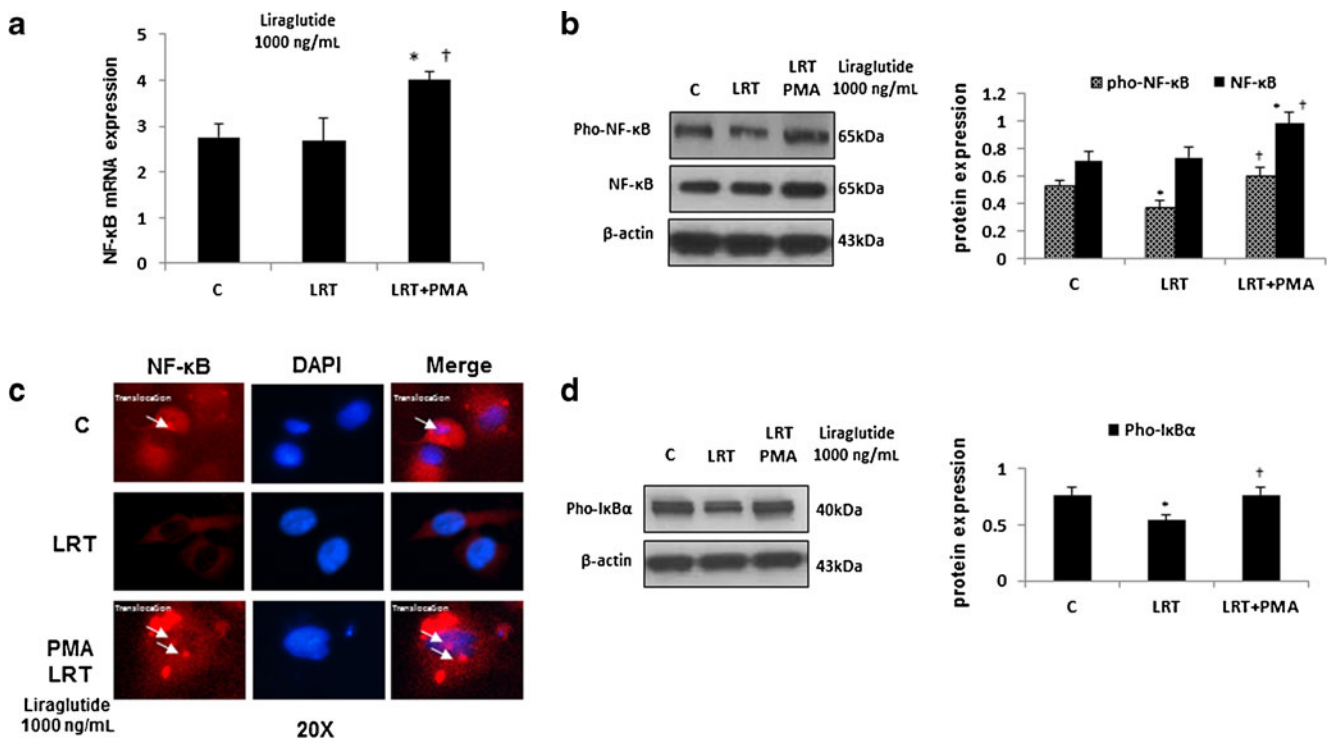 a
Liraglutide
1000 ng/mL
NF-κB mRNA expression
5
4
3
2
1
0
* †
C LRT LRT+PMA
b
C LRT LRT PMA Liraglutide 1000 ng/mL
Pho-NF-κB 65kDa
NF-κB 65kDa
β-actin 43kDa
pho-NF-κB NF-κB
protein expression
1.2
1
0.8
0.6
0.4
0.2
0
* † * †
C LRT LRT+PMA
c
NF-κB DAPI Merge
C
Translocation Translocation
LRT
PMA
LRT
Translocation Translocation
Liraglutide
1000 ng/mL
20X
d
C LRT LRT PMA Liraglutide 1000 ng/mL
Pho-IκBα 40kDa
β-actin 43kDa
Pho-IκBα
protein expression
1
0.5
0
* †
C LRT LRT+PMA